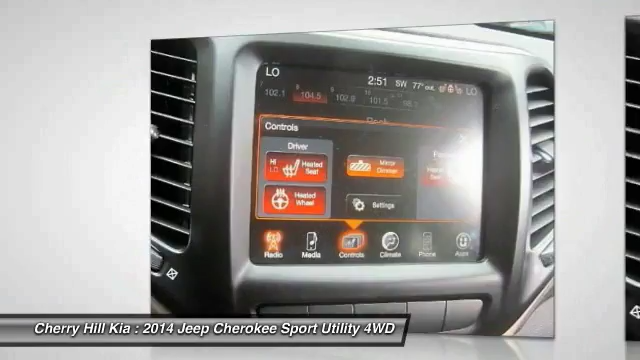 LO
2:51 SW 77° out. LO
102.1 104.5 102.9 101.5
Controls
Driver
HI
LO
Heated
Seat
Mirror
Dimmer
Heated
Wheel
Settings
Radio Media Controls Climate Phone Apps
Cherry Hill Kia : 2014 Jeep Cherokee Sport Utility 4WD